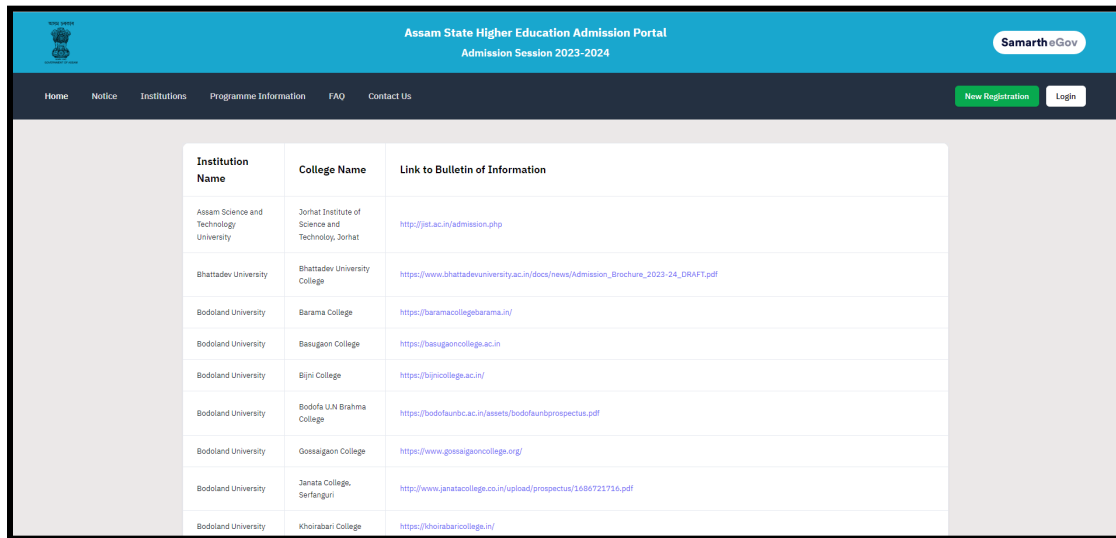 Assam State Higher Education Admission Portal
Admission Session 2023-2024
Samarth eGov
Home Notice Institutions Programme Information FAQ Contact Us New Registration Login
Institution Name College Name Link to Bulletin of Information
Assam Science and Technology University Jorhat Institute of Science and Technoloy, Jorhat http://jist.ac.in/admission.php
Bhattadev University Bhattadev University College https://www.bhattadevuniversity.ac.in/docs/news/Admission_Brochure_2023-24_DRAFT.pdf
Bodoland University Barama College https://baramacollegebarama.in/
Bodoland University Basugaon College https://basugaoncollege.ac.in
Bodoland University Bijni College https://bijnicollege.ac.in/
Bodoland University Bodofa U.N Brahma College https://bodofaunbc.ac.in/assets/bodofaunbprospectus.pdf
Bodoland University Gossaigaon College https://www.gossaigaoncollege.org/
Bodoland University Janata College, Serfanguri http://www.janatacollege.co.in/upload/prospectus/1686721716.pdf
Bodoland University Khoirabari College https://khoirabaricollege.in/